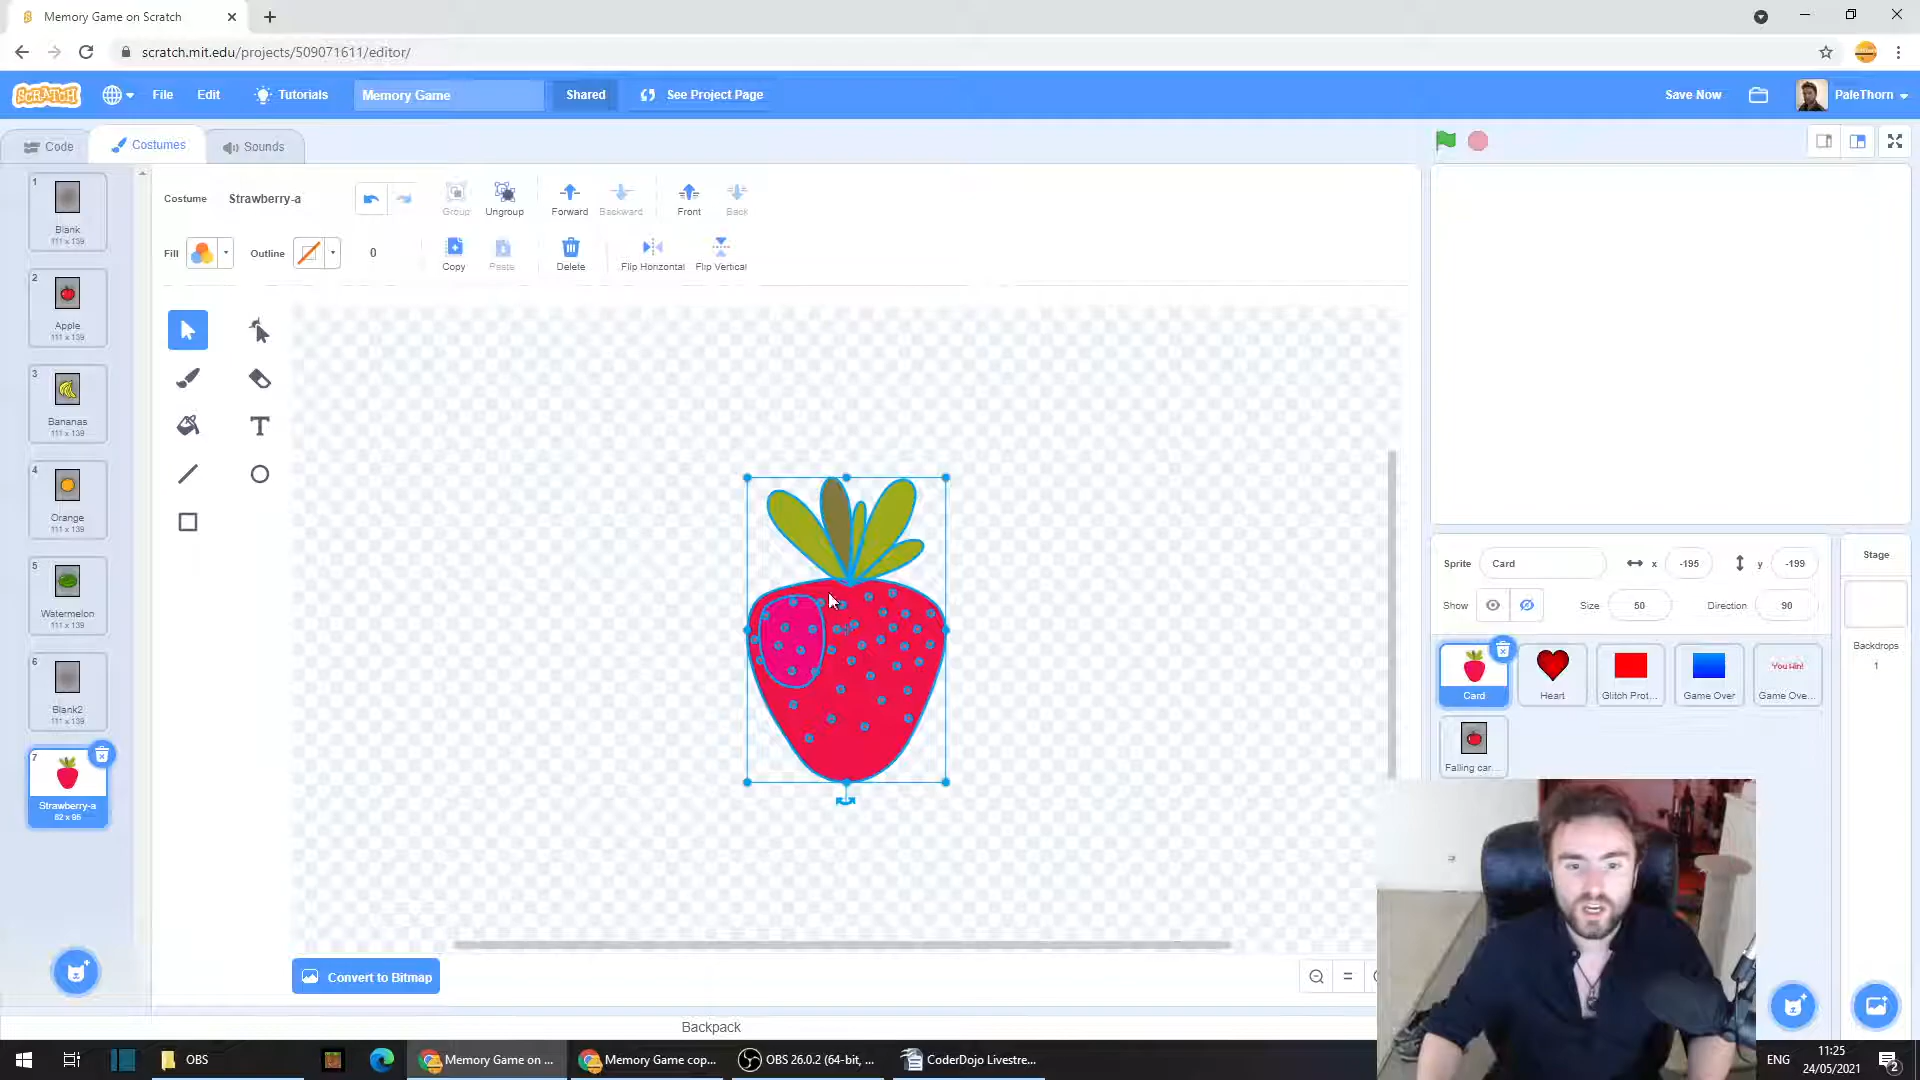 Memory Game on Scratch
scratch.mit.edu/projects/509071611/editor/
SCRATCH
File
Edit
Tutorials
Memory Game
Shared
See Project Page
Save Now
PaleThorn
Code
Costumes
Sounds
1
Blank
111 x 139
2
Apple
111 x 139
3
Bananas
111 x 139
4
Orange
111 x 139
5
Watermelon
111 x 139
6
Blank2
111 x 139
7
Strawberry-a
82 x 95
Costume
Strawberry-a
Group
Ungroup
Forward
Backward
Front
Back
Fill
Outline
0
Copy
Paste
Delete
Flip Horizontal
Flip Vertical
T
Convert to Bitmap
Backpack
Sprite
Card
x
-195
y
-199
Show
Size
50
Direction
90
Card
Heart
Glitch Prot...
Game Over
You Win!
Game Ove...
Falling car...
Stage
Backdrops
1
OBS
Memory Game on ...
Memory Game cop...
OBS 26.0.2 (64-bit, ...
CoderDojo Livestre...
ENG
11:25
24/05/2021
2